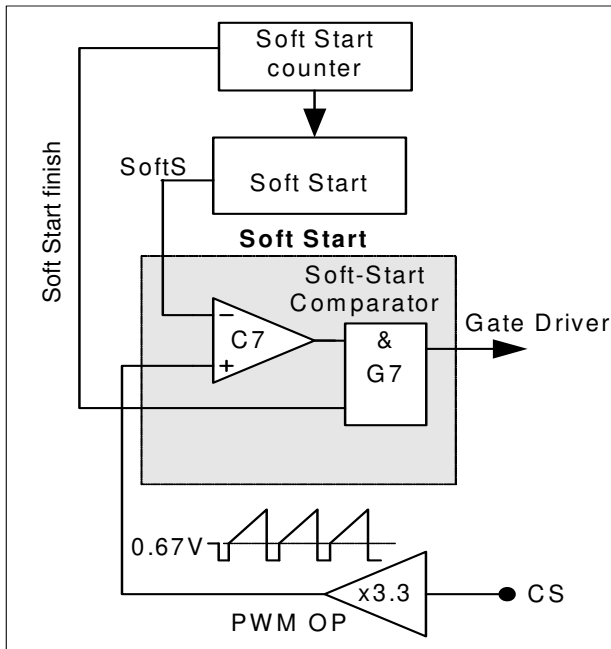 Soft Start
counter
Soft Start finish
SoftS
Soft Start
Soft Start
Soft-Start
Comparator
Gate Driver
−
C7
+
&
G7
0.67V
x3.3
CS
PWM OP